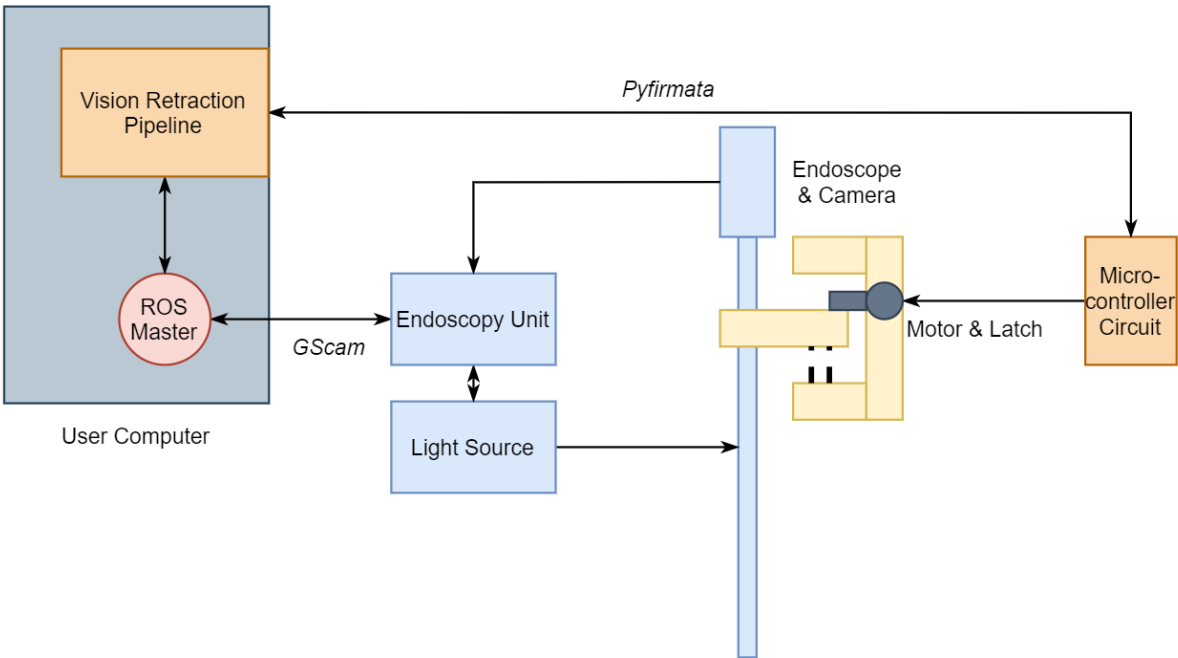 Pyfirmata
Vision Retraction
Pipeline
Endoscope
& Camera
ROS
Master
GScam
Endoscopy Unit
Micro-
controller
Circuit
Motor & Latch
User Computer
Light Source